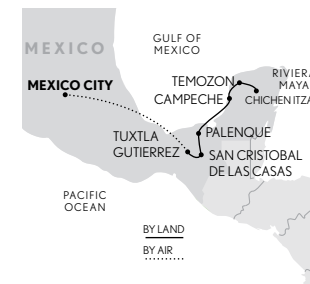 GULF OF
MEXICO
MEXICO
RIVIERA
MAYA
TEMOZON
MEXICO CITY
CAMPECHE
CHICHEN ITZA
TUXTLA
GUTIERREZ
PALENQUE
SAN CRISTOBAL
DE LAS CASAS
PACIFIC
OCEAN
BY LAND
BY AIR